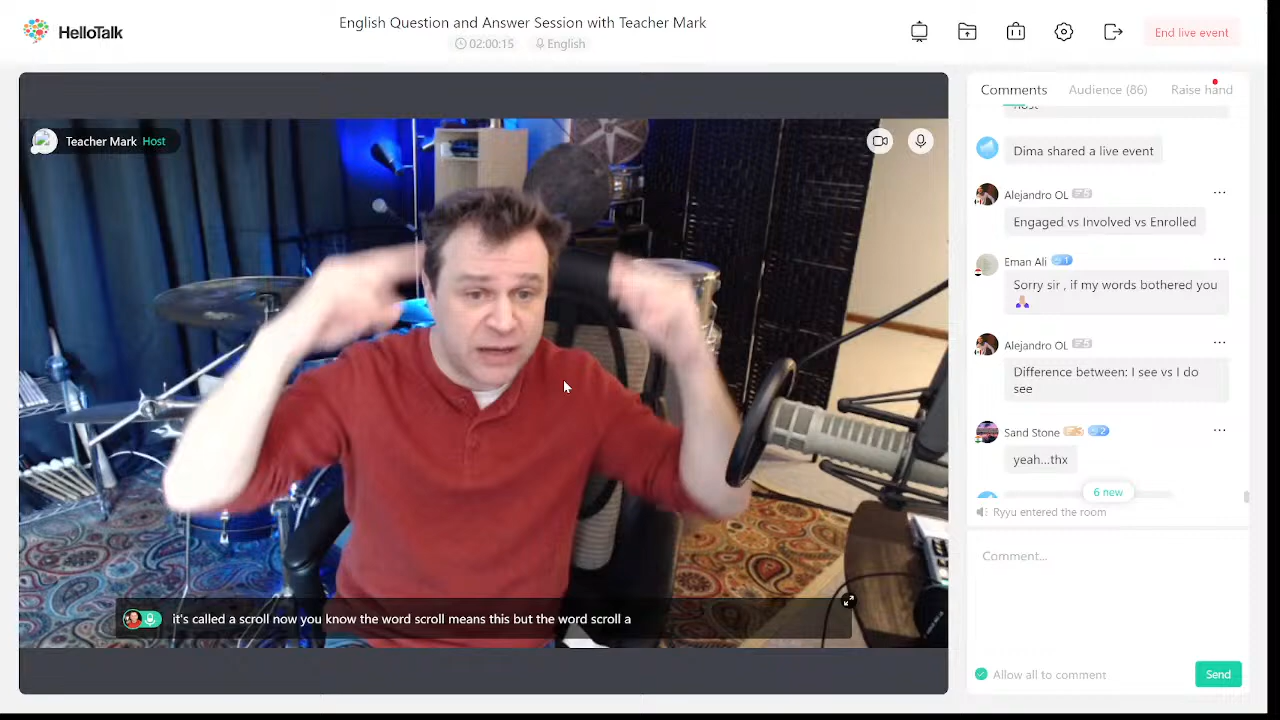 HelloTalk
English Question and Answer Session with Teacher Mark
02:00:15 English
End live event
Teacher Mark Host
it's called a scroll now you know the word scroll means this but the word scroll a
Comments Audience (86) Raise hand
Dima shared a live event
Alejandro OL
Engaged vs Involved vs Enrolled
Eman Ali 1
Sorry sir , if my words bothered you
Alejandro OL
Difference between: I see vs I do
see
Sand Stone 2
yeah...thx
6 new
Ryyu entered the room
Comment...
Allow all to comment
Send